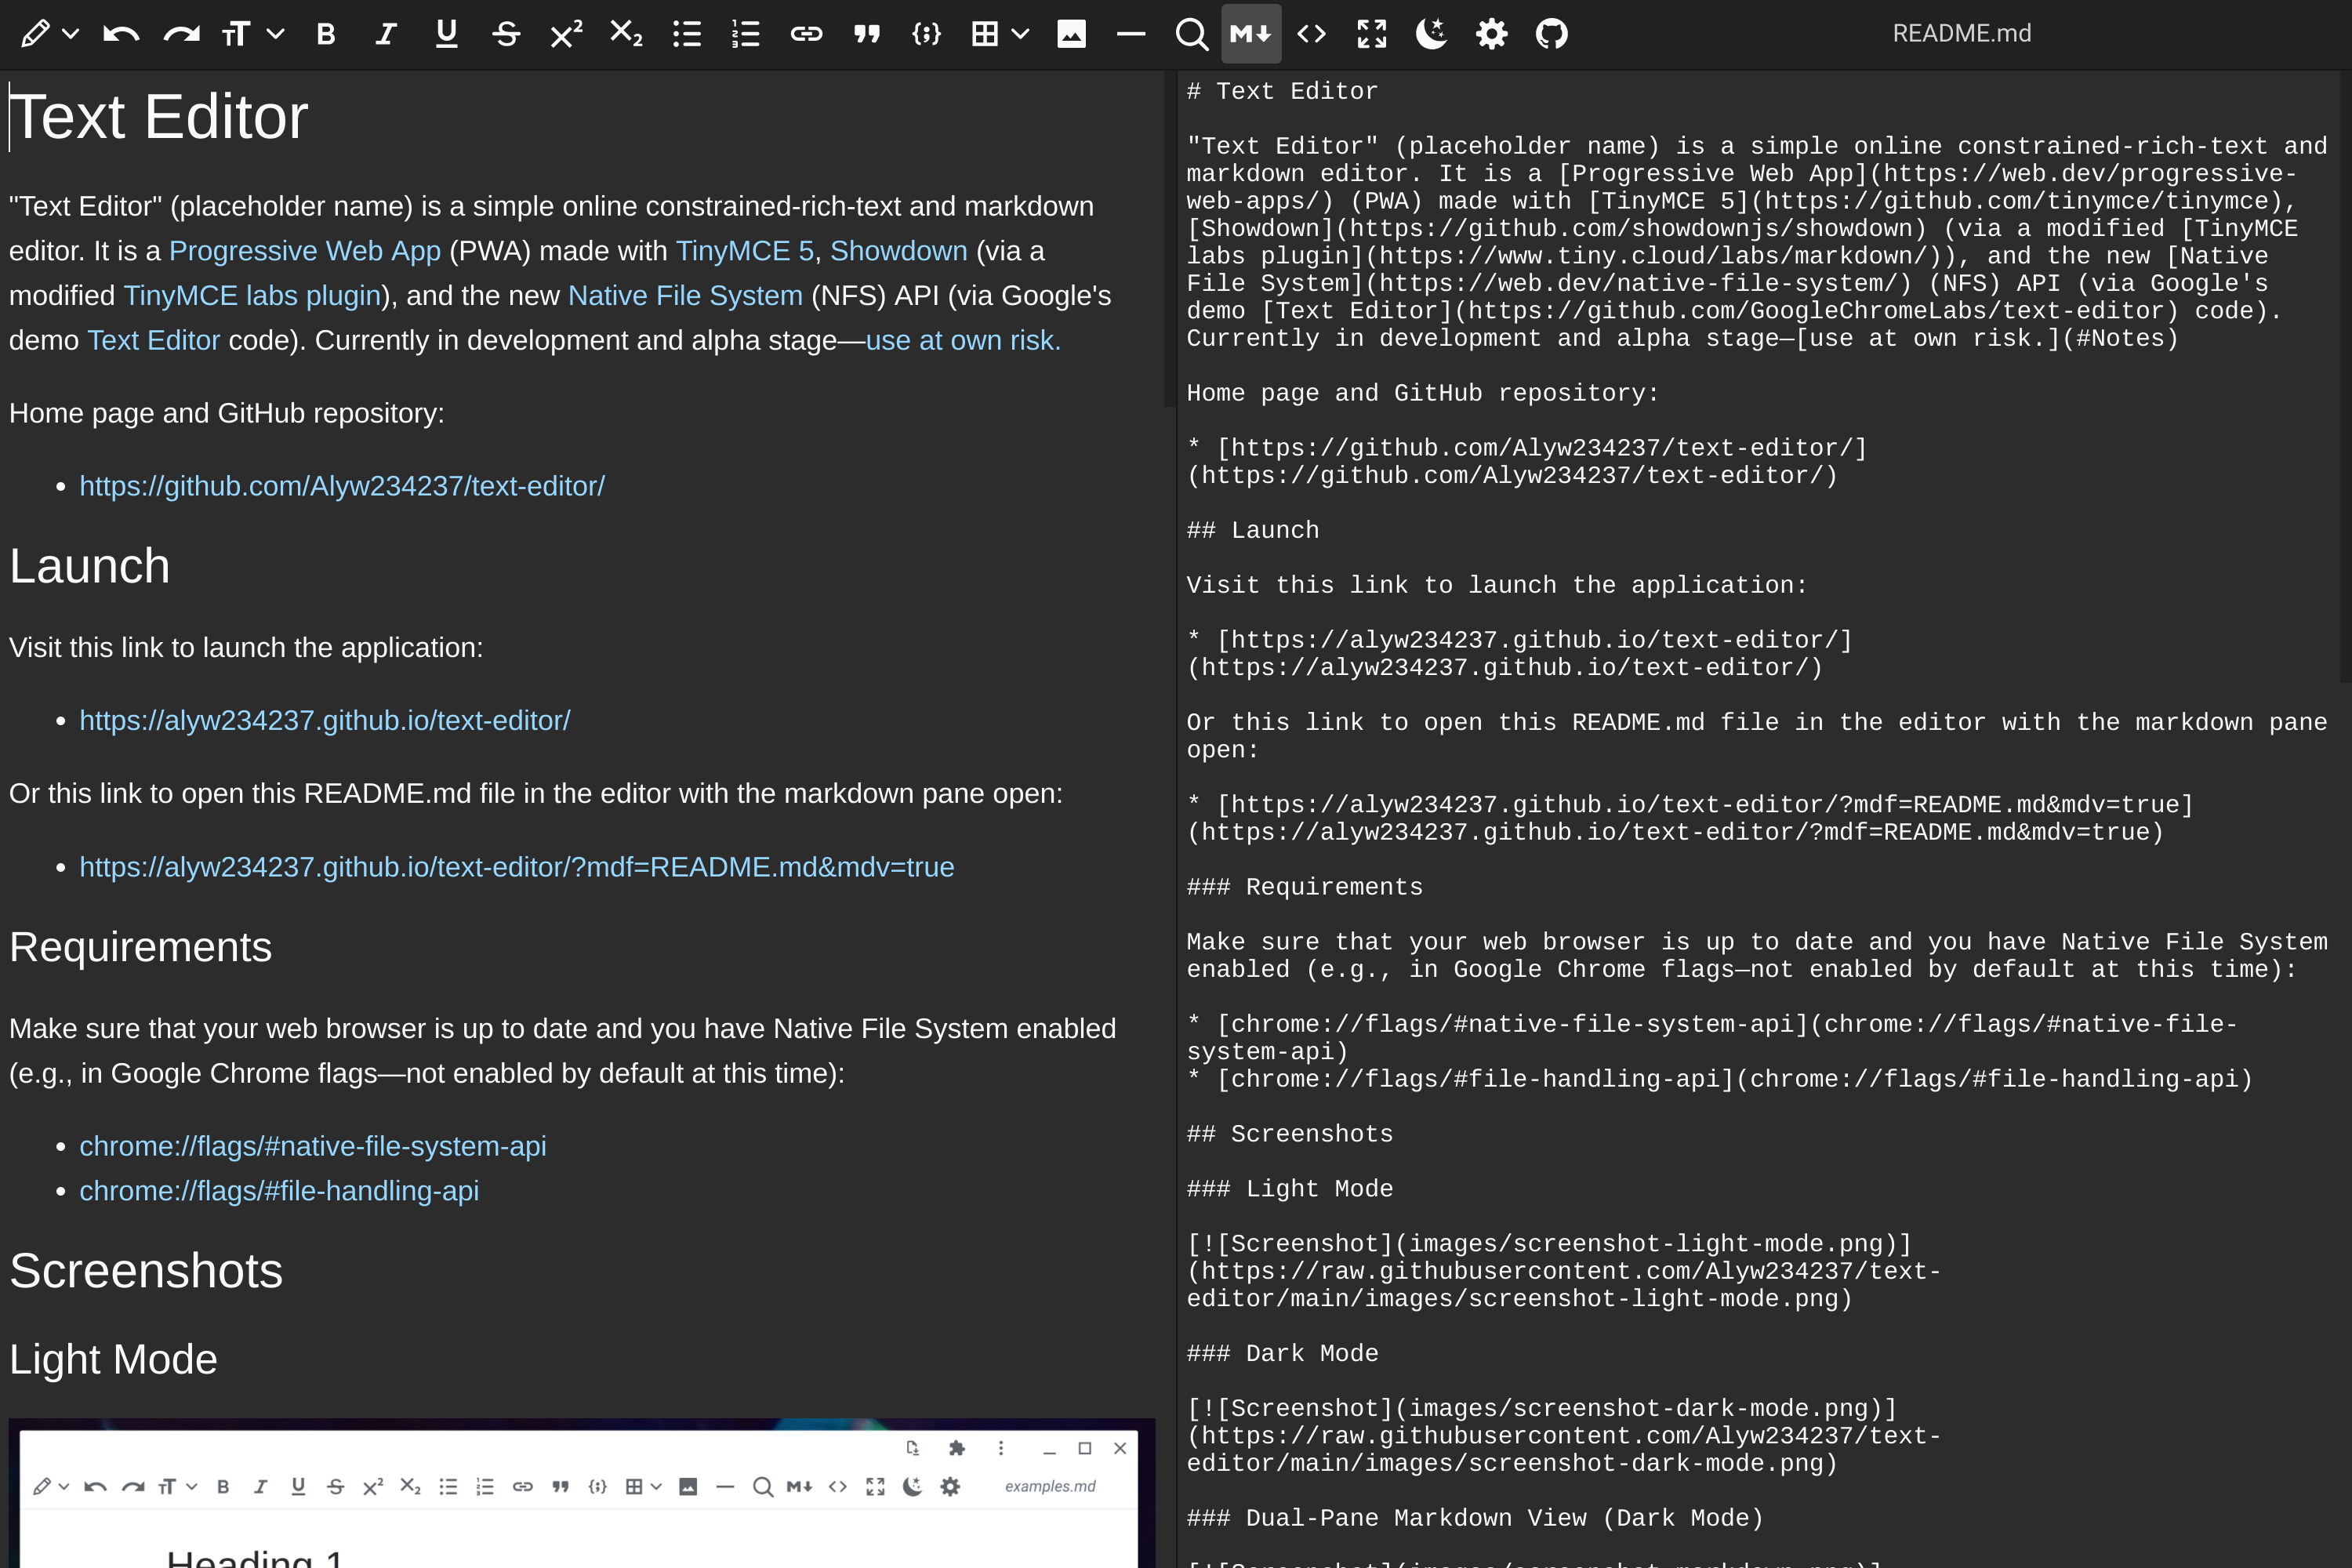 README.md
Text Editor
"Text Editor" (placeholder name) is a simple online constrained-rich-text and markdown
editor. It is a Progressive Web App (PWA) made with TinyMCE 5, Showdown (via a
modified TinyMCE labs plugin), and the new Native File System (NFS) API (via Google's
demo Text Editor code). Currently in development and alpha stage—use at own risk.
Home page and GitHub repository:
• https://github.com/Alyw234237/text-editor/
Launch
Visit this link to launch the application:
• https://alyw234237.github.io/text-editor/
Or this link to open this README.md file in the editor with the markdown pane open:
• https://alyw234237.github.io/text-editor/?mdf=README.md&mdv=true
Requirements
Make sure that your web browser is up to date and you have Native File System enabled
(e.g., in Google Chrome flags—not enabled by default at this time):
• chrome://flags/#native-file-system-api
• chrome://flags/#file-handling-api
Screenshots
Light Mode
examples.md
Heading 1
# Text Editor
"Text Editor" (placeholder name) is a simple online constrained-rich-text and
markdown editor. It is a [Progressive Web App](https://web.dev/progressive-
web-apps/) (PWA) made with [TinyMCE 5](https://github.com/tinymce/tinymce),
[Showdown](https://github.com/showdownjs/showdown) (via a modified [TinyMCE
labs plugin](https://www.tiny.cloud/labs/markdown/)), and the new [Native
File System](https://web.dev/native-file-system/) (NFS) API (via Google's
demo [Text Editor](https://github.com/GoogleChromeLabs/text-editor) code).
Currently in development and alpha stage—[use at own risk.](#Notes)
Home page and GitHub repository:
* [https://github.com/Alyw234237/text-editor/]
(https://github.com/Alyw234237/text-editor/)
## Launch
Visit this link to launch the application:
* [https://alyw234237.github.io/text-editor/]
(https://alyw234237.github.io/text-editor/)
Or this link to open this README.md file in the editor with the markdown pane
open:
* [https://alyw234237.github.io/text-editor/?mdf=README.md&mdv=true]
(https://alyw234237.github.io/text-editor/?mdf=README.md&mdv=true)
### Requirements
Make sure that your web browser is up to date and you have Native File System
enabled (e.g., in Google Chrome flags—not enabled by default at this time):
* [chrome://flags/#native-file-system-api](chrome://flags/#native-file-
system-api)
* [chrome://flags/#file-handling-api](chrome://flags/#file-handling-api)
## Screenshots
### Light Mode
[![Screenshot](images/screenshot-light-mode.png)]
(https://raw.githubusercontent.com/Alyw234237/text-
editor/main/images/screenshot-light-mode.png)
### Dark Mode
[![Screenshot](images/screenshot-dark-mode.png)]
(https://raw.githubusercontent.com/Alyw234237/text-
editor/main/images/screenshot-dark-mode.png)
### Dual-Pane Markdown View (Dark Mode)
[![Screenshot](images/screenshot-markdown.png)]